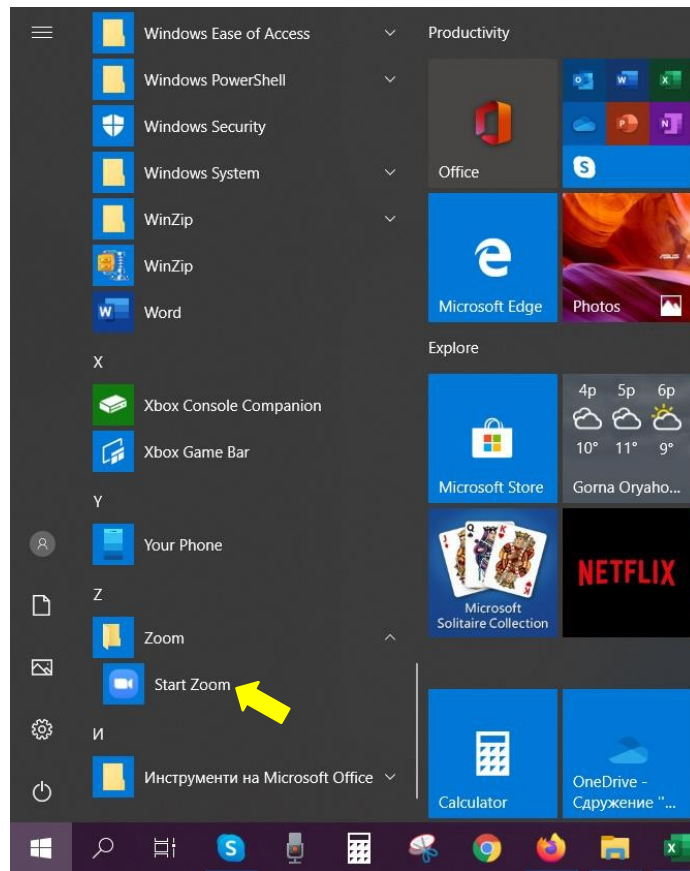 Windows Ease of Access
Windows PowerShell
Windows Security
Windows System
WinZip
WinZip
Word
X
Xbox Console Companion
Xbox Game Bar
Y
Your Phone
Z
Zoom
Start Zoom
И
Инструменти на Microsoft Office
Productivity
Office
Microsoft Edge
Photos
Explore
Microsoft Store
4p 5p 6p
10° 11° 9°
Gorna Oryaho...
Microsoft
Solitaire Collection
NETFLIX
Calculator
OneDrive -
Сдружение "...